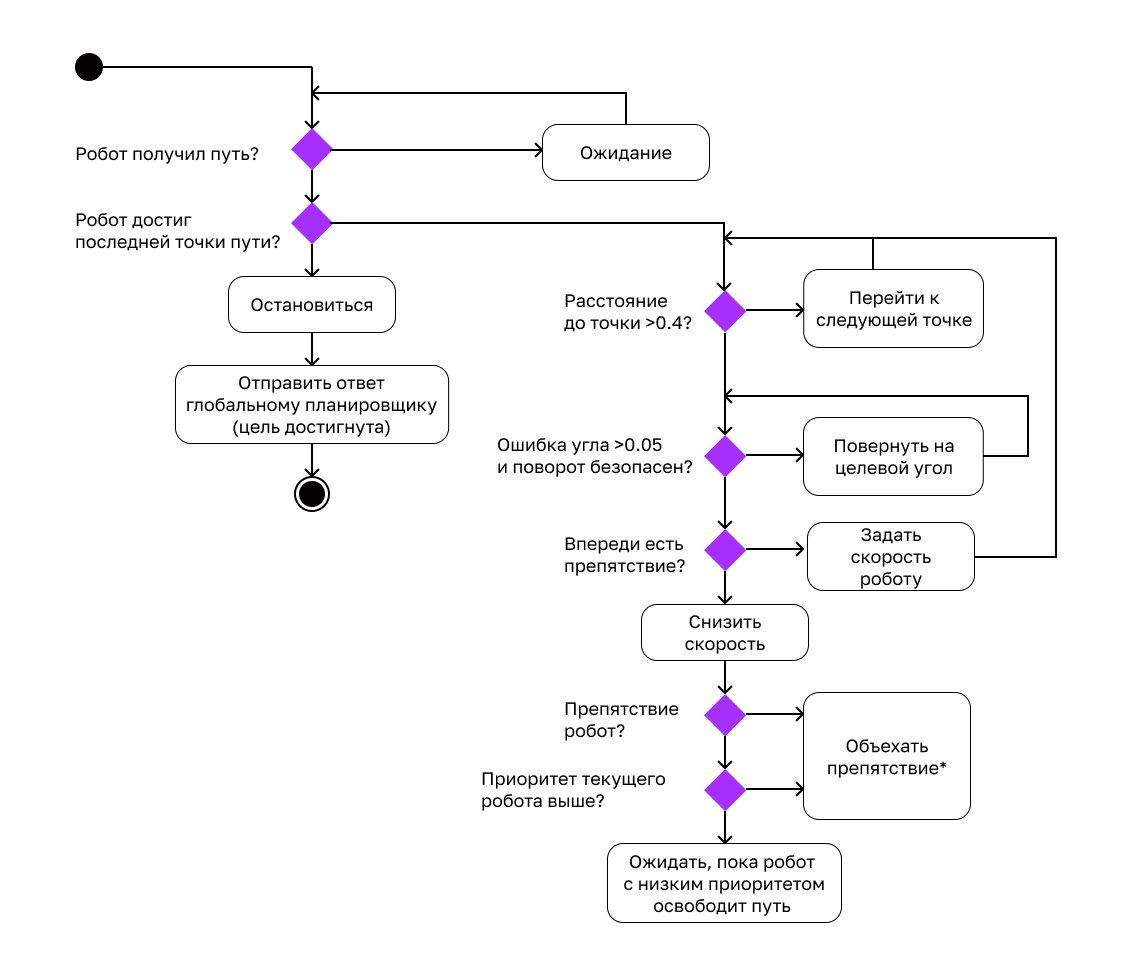 Робот получил путь?
Ожидание
Робот достиг
последней точки пути?
Остановиться
Отправить ответ
глобальному планировщику
(цель достигнута)
Расстояние
до точки >0.4?
Перейти к
следующей точке
Ошибка угла >0.05
и поворот безопасен?
Повернуть на
целевой угол
Впереди есть
препятствие?
Задать
скорость
роботу
Снизить
скорость
Препятствие
робот?
Объехать
препятствие*
Приоритет текущего
робота выше?
Ожидать, пока робот
с низким приоритетом
освободит путь